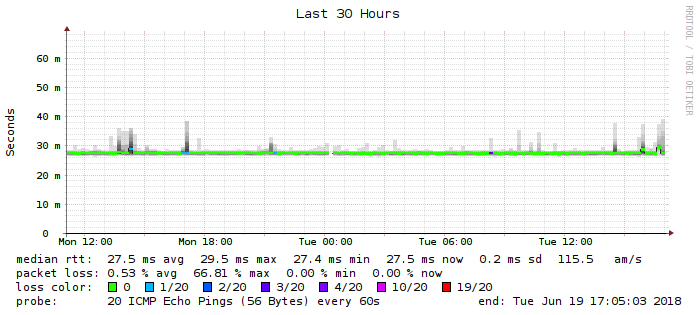 Last 30 Hours
RRDTOOL / TOBI OETIKER
Seconds
60 m
50 m
40 m
30 m
20 m
10 m
0
Mon 12:00 Mon 18:00 Tue 00:00 Tue 06:00 Tue 12:00
median rtt: 27.5 ms avg 29.5 ms max 27.4 ms min 27.5 ms now 0.2 ms sd 115.5 am/s
packet loss: 0.53 % avg 66.81 % max 0.00 % min 0.00 % now
loss color: 0 1/20 2/20 3/20 4/20 10/20 19/20
probe: 20 ICMP Echo Pings (56 Bytes) every 60s end: Tue Jun 19 17:05:03 2018